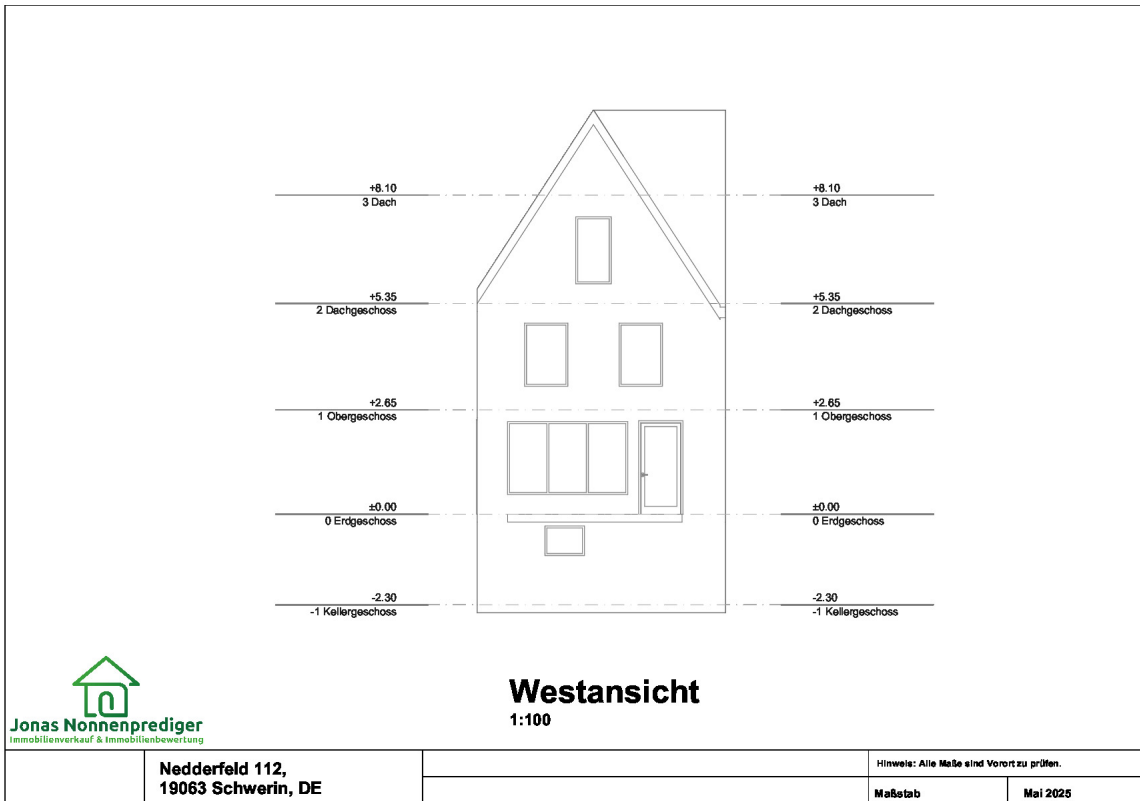 +8.10
3 Dach
+8.10
3 Dach
+5.35
2 Dachgeschoss
+5.35
2 Dachgeschoss
+2.65
1 Obergeschoss
+2.65
1 Obergeschoss
±0.00
0 Erdgeschoss
±0.00
0 Erdgeschoss
-2.30
-1 Kellergeschoss
-2.30
-1 Kellergeschoss
Westansicht
1:100
Jonas Nonnenprediger
Immobilienverkauf & Immobilienbewertung
Nedderfeld 112,
19063 Schwerin, DE
Hinweis: Alle Maße sind Vorort zu prüfen.
Maßstab
Mai 2025